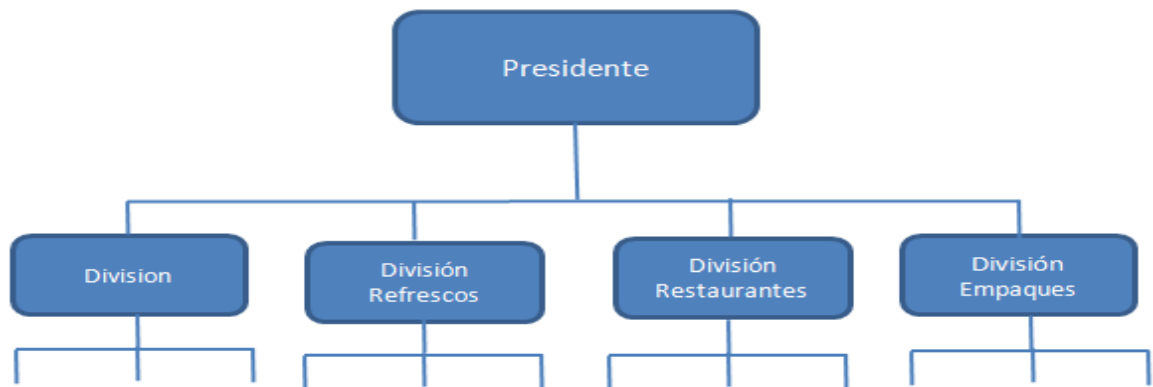 Presidente
Division
División
Refrescos
División
Restaurantes
División
Empaques